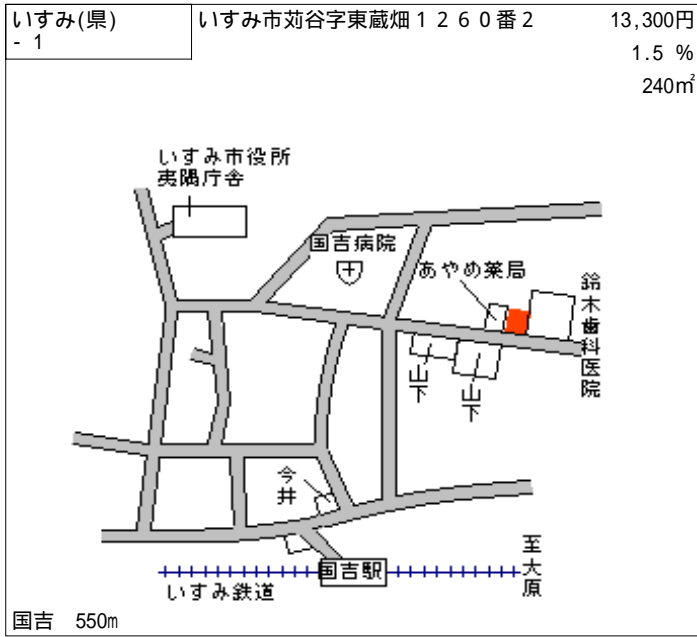 いすみ(県)
- 1
いすみ市苅谷字東蔵畑１２６０番２
13,300円
1.5 %
240㎡
いすみ市役所
夷隅庁舎
国吉病院
あやめ薬局
鈴木歯科医院
山下
山下
今井
国吉駅
至大原
いすみ鉄道
国吉 550m